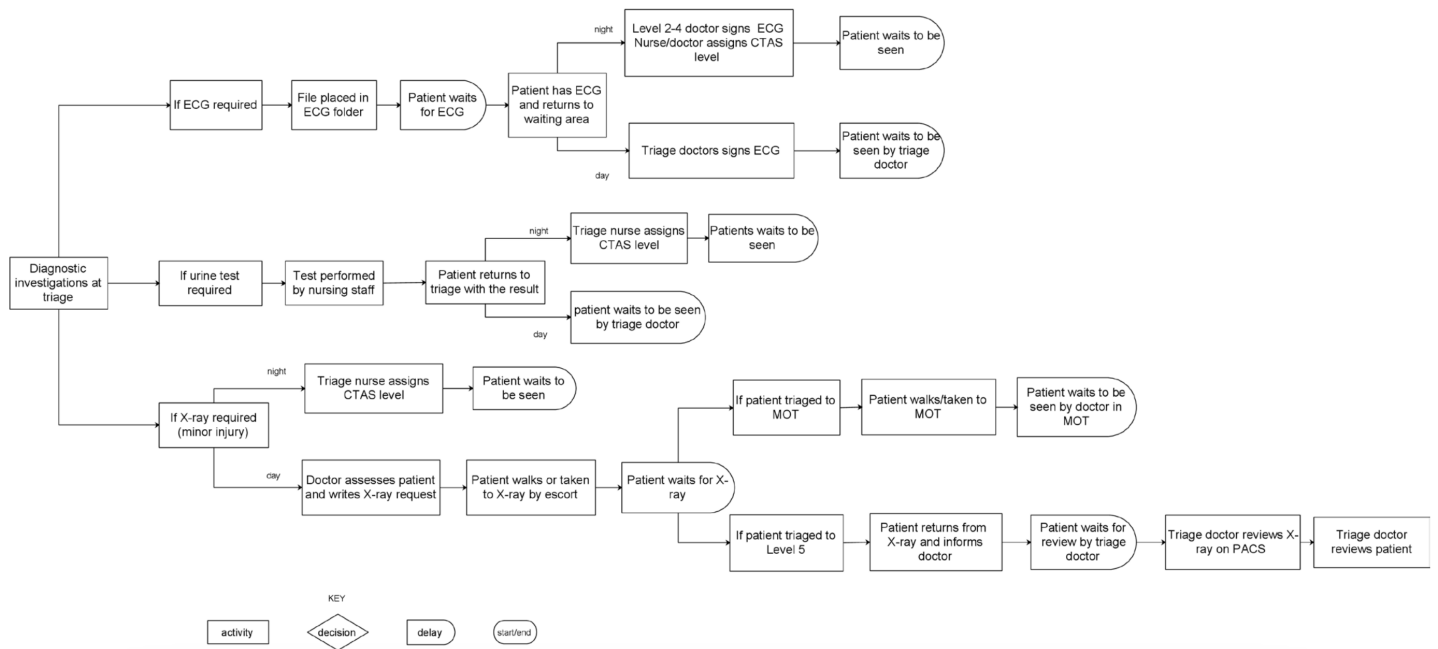 night
Level 2-4 doctor signs ECG
Nurse/doctor assigns CTAS
level
Patient waits to be
seen
If ECG required
File placed in
ECG folder
Patient waits
for ECG
Patient has ECG
and returns to
waiting area
Triage doctors signs ECG
Patient waits to be
seen by triage
doctor
day
night
Triage nurse assigns
CTAS level
Patients waits to be
seen
Diagnostic
investigations at
triage
If urine test
required
Test performed
by nursing staff
Patient returns to
triage with the result
patient waits to be seen
by triage doctor
day
night
Triage nurse assigns
CTAS level
Patient waits to
be seen
If X-ray required
(minor injury)
day
Doctor assesses patient
and writes X-ray request
Patient walks or taken
to X-ray by escort
Patient waits for X-
ray
If patient triaged to
MOT
Patient walks/taken to
MOT
Patient waits to be
seen by doctor in
MOT
If patient triaged to
Level 5
Patient returns from
X-ray and informs
doctor
Patient waits for
review by triage
doctor
Triage doctor reviews X-
ray on PACS
Triage doctor
reviews patient
KEY
activity
decision
delay
start/end